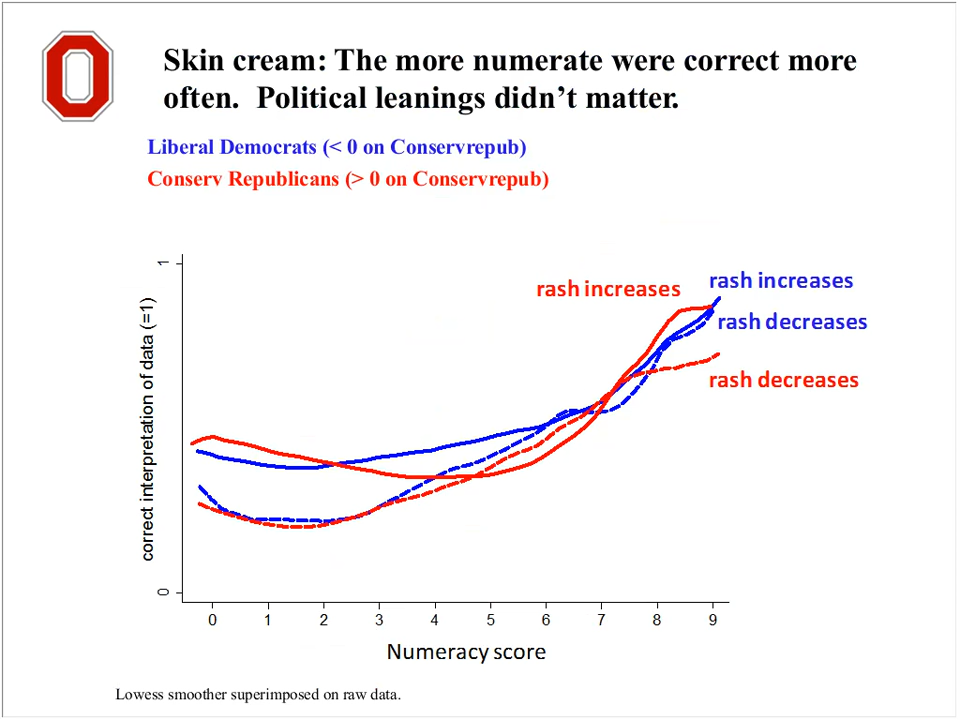 Skin cream: The more numerate were correct more
often.  Political leanings didn’t matter.
Liberal Democrats (< 0 on Conservrepub)
Conserv Republicans (> 0 on Conservrepub)
correct interpretation of data (=1)
1
0
rash increases
rash increases
rash decreases
rash decreases
0 1 2 3 4 5 6 7 8 9
Numeracy score
Lowess smoother superimposed on raw data.